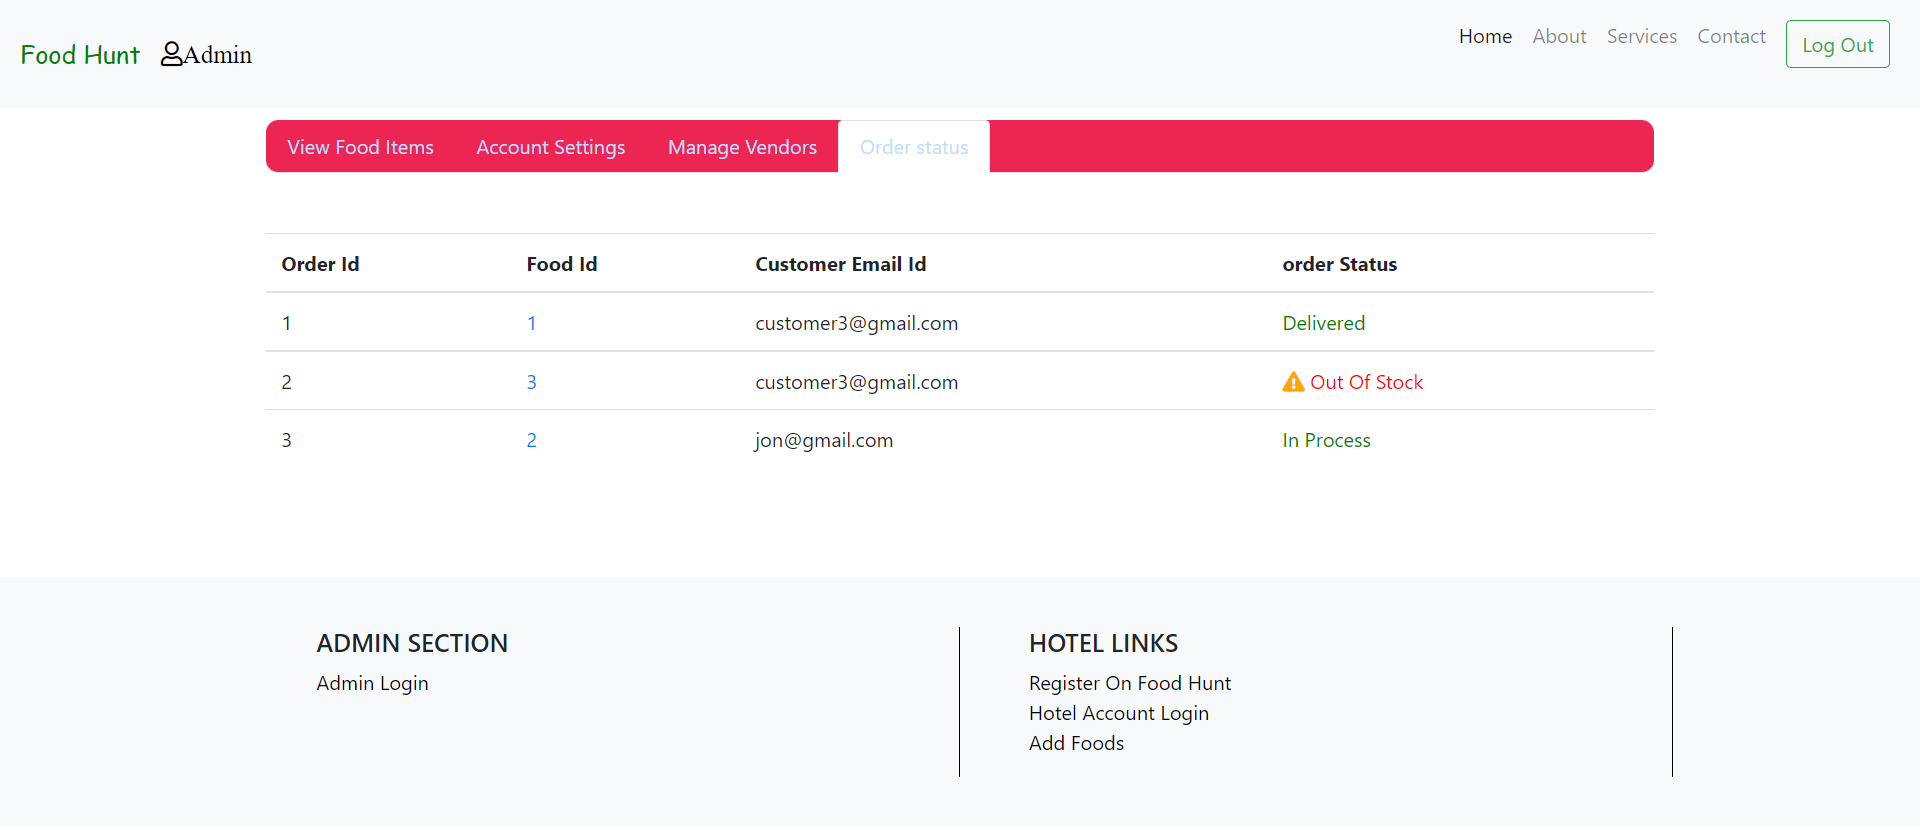 Food Hunt Admin Home About Services Contact Log Out
View Food Items Account Settings Manage Vendors Order status
Order Id Food Id Customer Email Id order Status
1 1 customer3@gmail.com Delivered
2 3 customer3@gmail.com Out Of Stock
3 2 jon@gmail.com In Process
ADMIN SECTION
Admin Login
HOTEL LINKS
Register On Food Hunt
Hotel Account Login
Add Foods